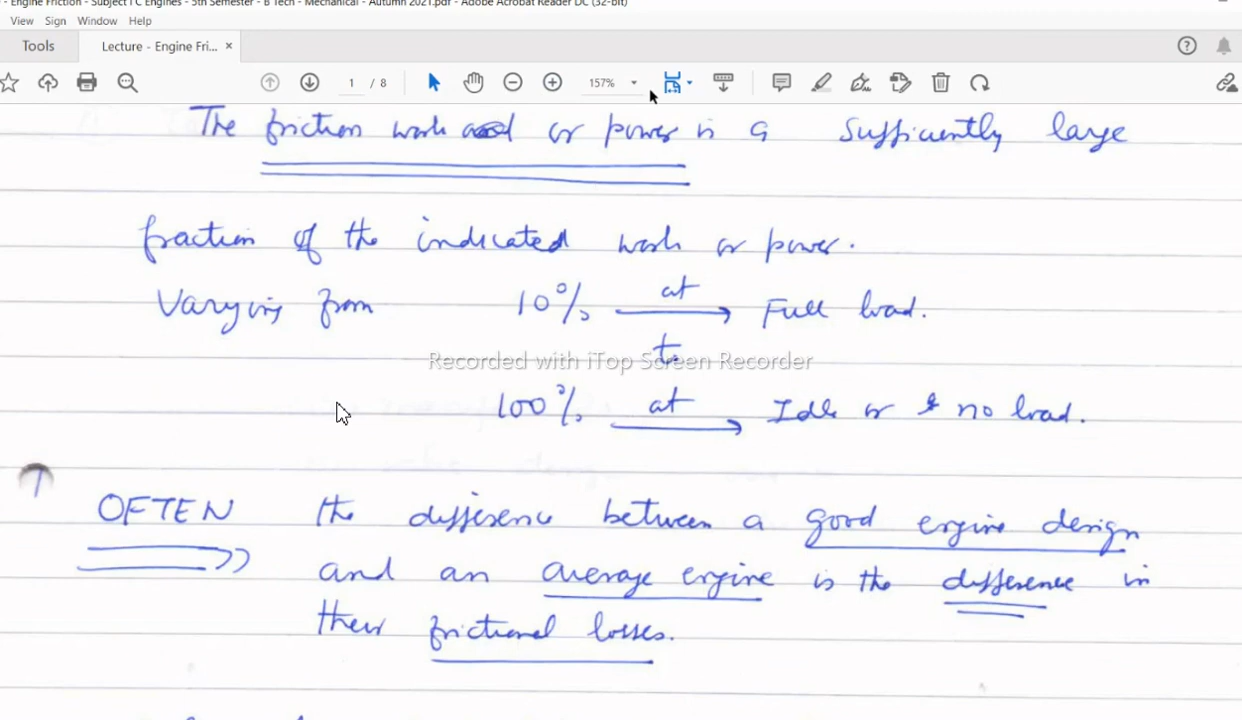 - Engine Friction - Subject I C Engines - 5th Semester - B Tech - Mechanical - Autumn 2021.pdf - Adobe Acrobat Reader DC (32-bit)
View Sign Window Help
Tools Lecture - Engine Fri... ×
1 / 8 157%
The friction work or power is a sufficiently large
fraction of the indicated work or power.
Varying from 10% at Full load.
to
Recorded with iTop Screen Recorder
100% at Idle or no load.
OFTEN the difference between a good engine design
and an average engine is the difference in
their frictional losses.